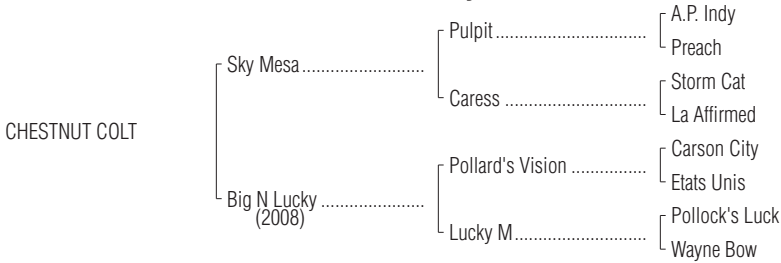 A.P. Indy
Pulpit..................................
Preach
Sky Mesa........................
Storm Cat
Caress ................................
La Affirmed
CHESTNUT COLT
Carson City
Pollard's Vision .................
Etats Unis
Big N Lucky ......................
(2008)
Pollock's Luck
Lucky M..............................
Wayne Bow